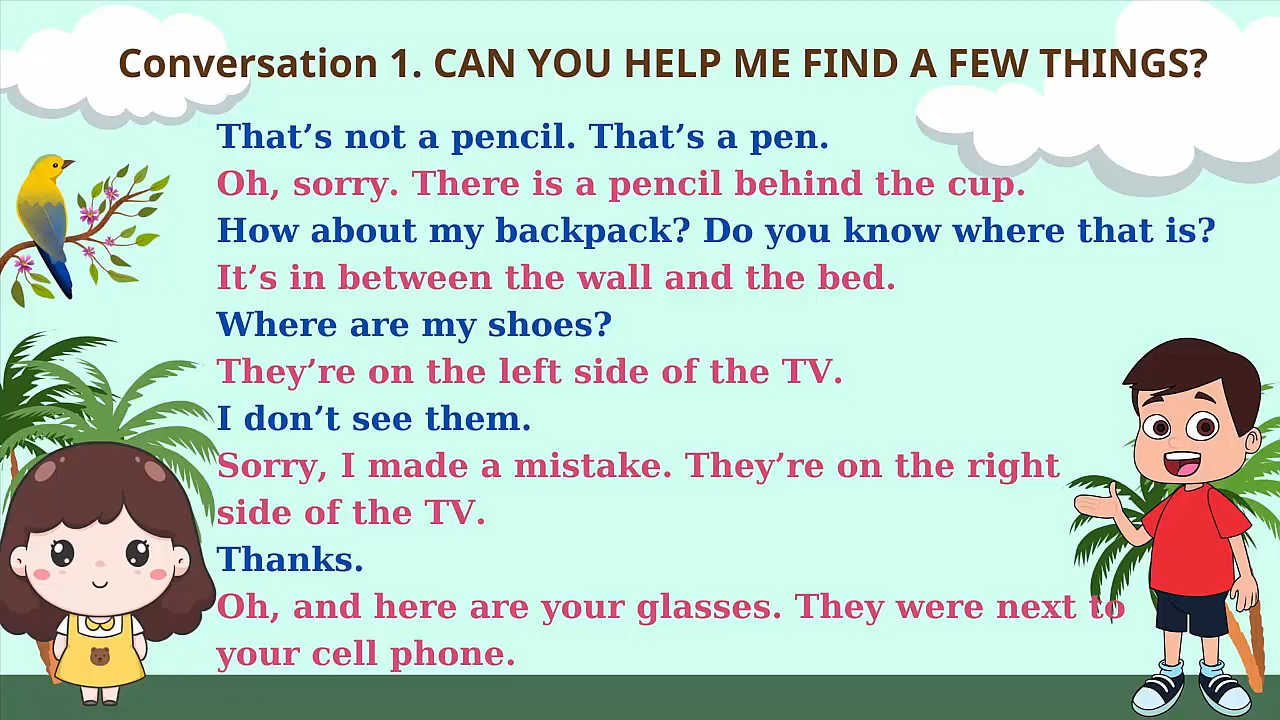 Conversation 1. CAN YOU HELP ME FIND A FEW THINGS?
That’s not a pencil. That’s a pen.
Oh, sorry. There is a pencil behind the cup.
How about my backpack? Do you know where that is?
It’s in between the wall and the bed.
Where are my shoes?
They’re on the left side of the TV.
I don’t see them.
Sorry, I made a mistake. They’re on the right
side of the TV.
Thanks.
Oh, and here are your glasses. They were next to
your cell phone.